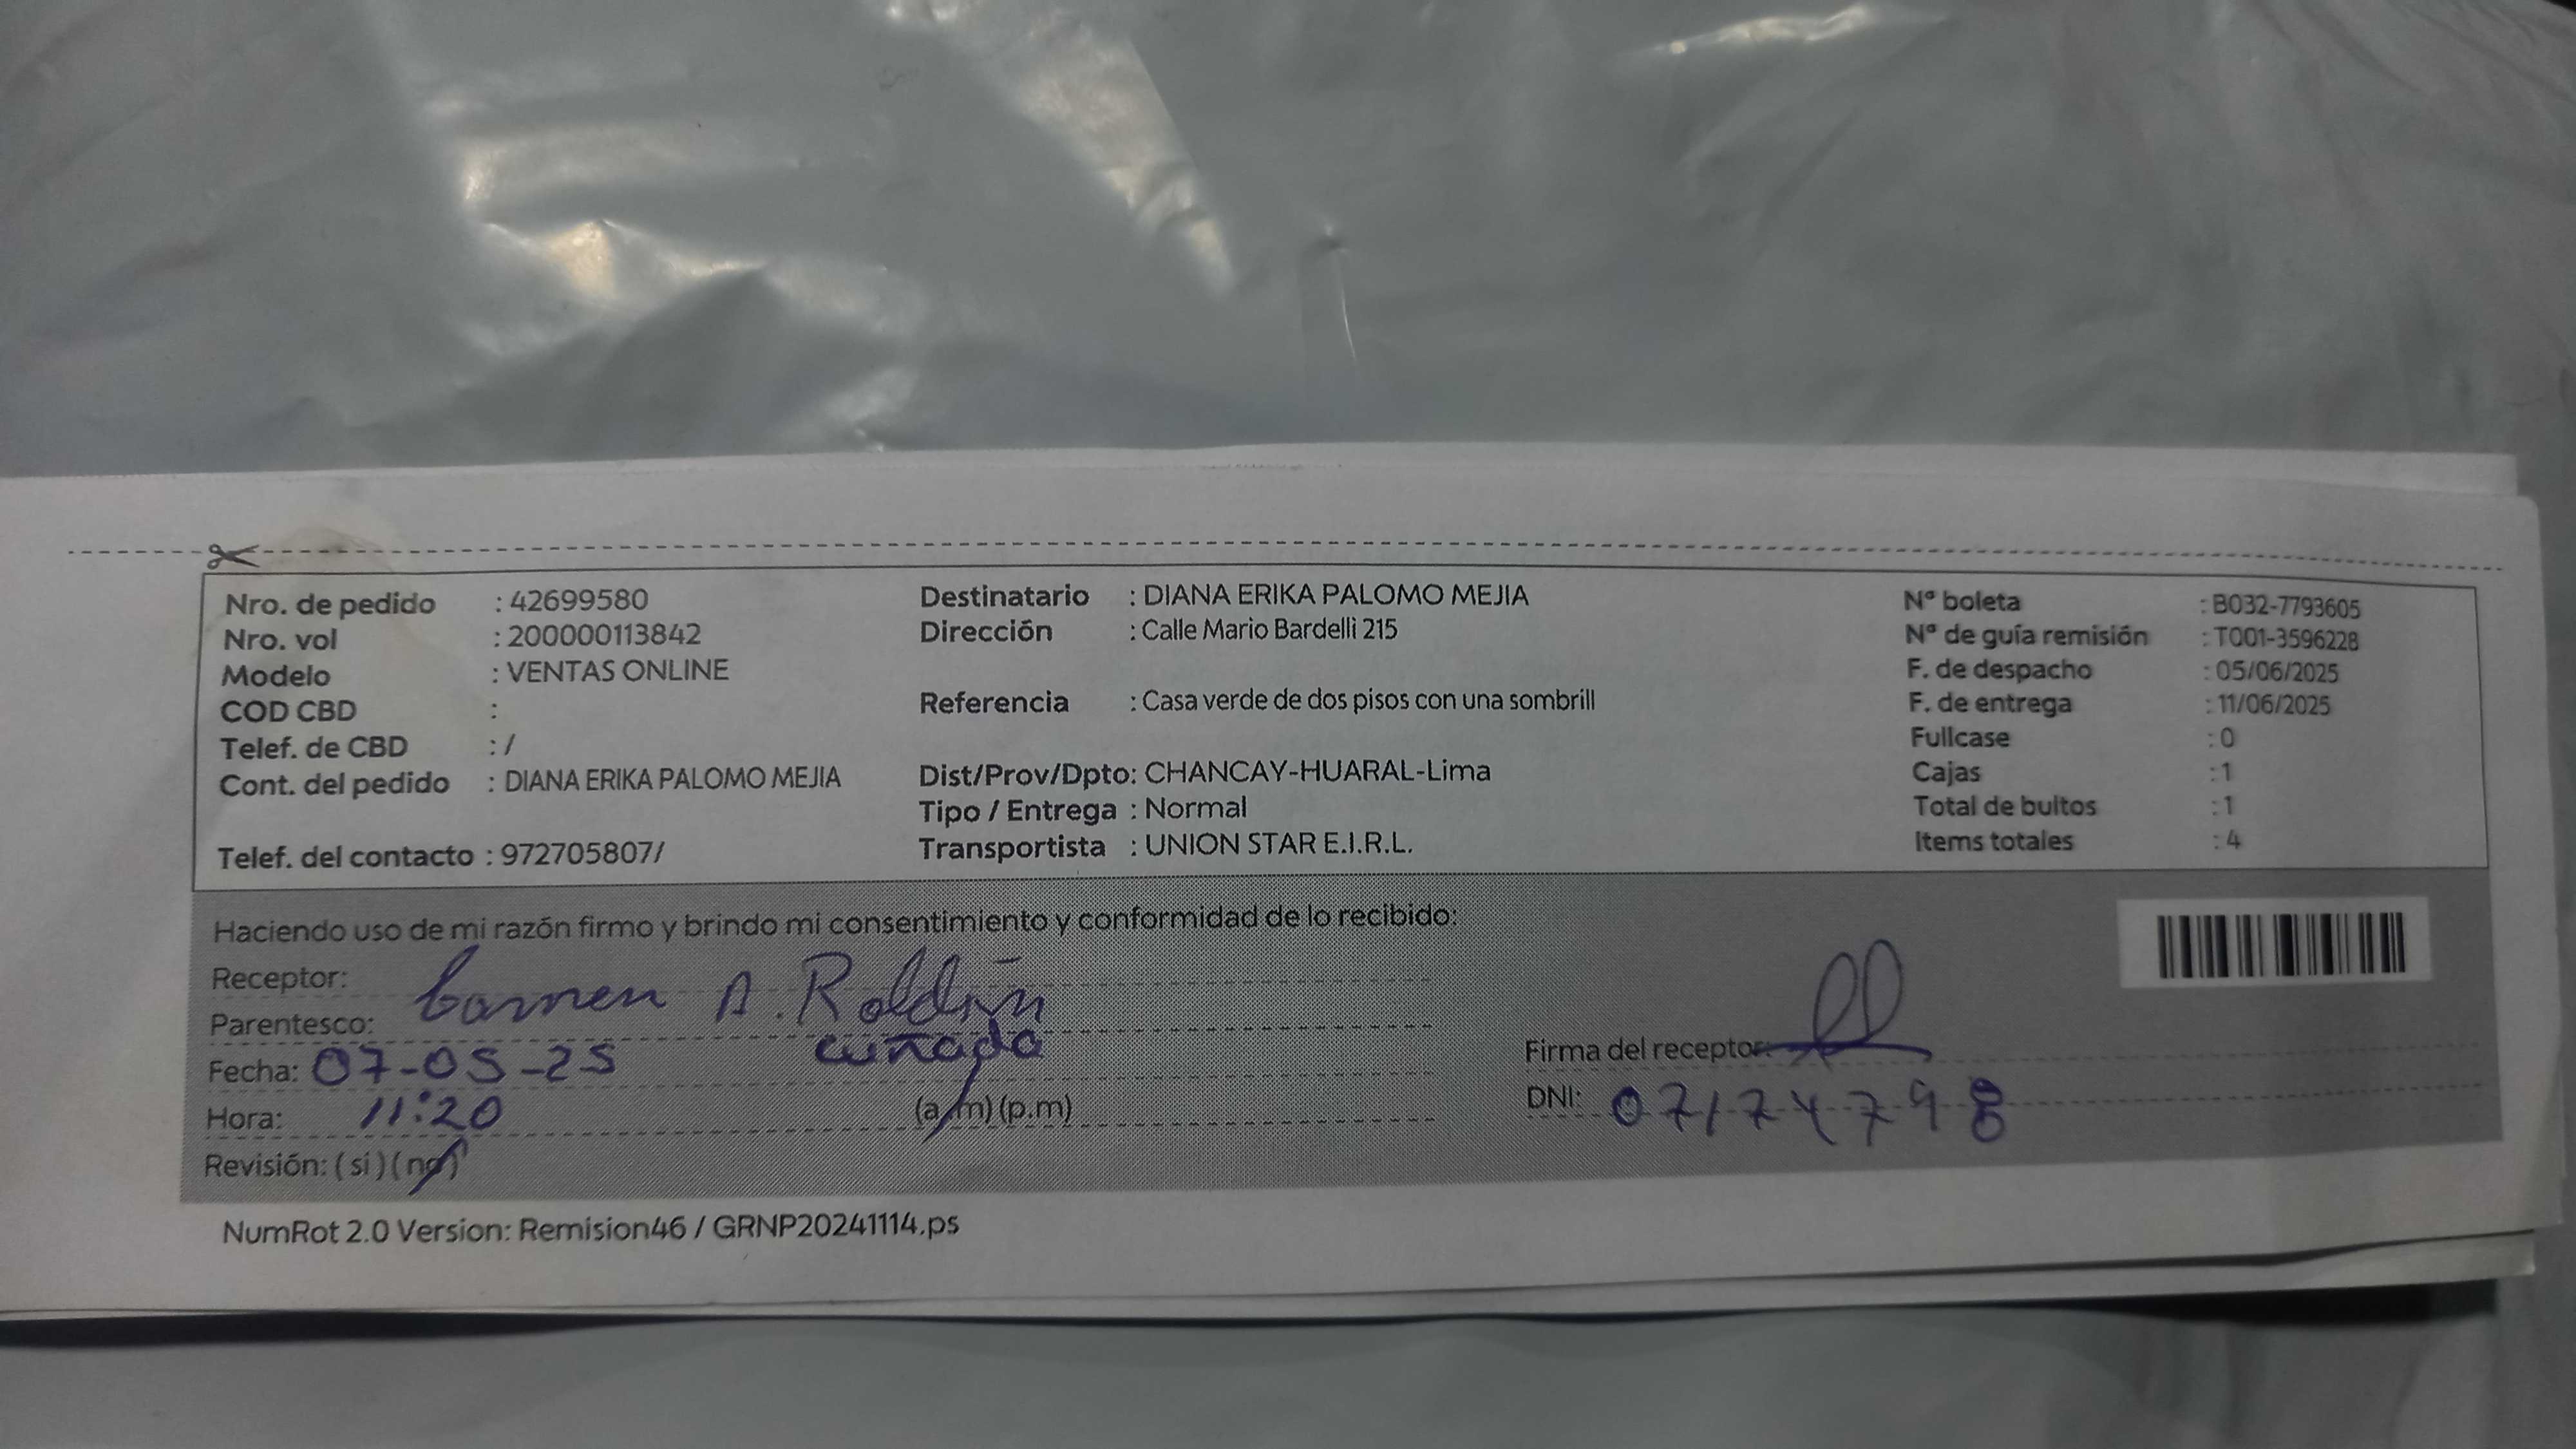 Nro. de pedido : 42699580
Nro. vol : 200000113842
Modelo : VENTAS ONLINE
COD CBD :
Telef. de CBD : /
Cont. del pedido : DIANA ERIKA PALOMO MEJIA
Telef. del contacto : 972705807/
Destinatario : DIANA ERIKA PALOMO MEJIA
Dirección : Calle Mario Bardelli 215
Referencia : Casa verde de dos pisos con una sombrill
Dist/Prov/Dpto: CHANCAY-HUARAL-Lima
Tipo / Entrega : Normal
Transportista : UNION STAR E.I.R.L.
Nª boleta : B032-7793605
Nª de guía remisión : T001-3596228
F. de despacho : 05/06/2025
F. de entrega : 11/06/2025
Fullcase : 0
Cajas : 1
Total de bultos : 1
Items totales : 4
Haciendo uso de mi razón firmo y brindo mi consentimiento y conformidad de lo recibido:
Receptor: Carmen A. Roldán
Parentesco: cuñada
Fecha: 07-05-25
Hora: 11:20 (a.m) (p.m)
Revisión: (si) (no)
Firma del receptor:
DNI: 07174798
NumRot 2.0 Version: Remision46 / GRNP20241114.ps